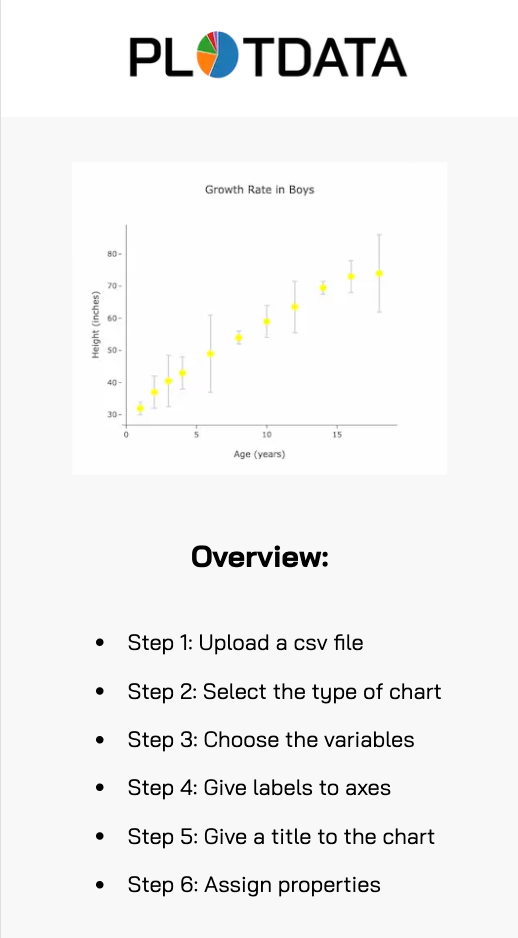 PLOTDATA
Growth Rate in Boys
80
70
60
50
40
30
Height (inches)
0 5 10 15
Age (years)
Overview:
• Step 1: Upload a csv file
• Step 2: Select the type of chart
• Step 3: Choose the variables
• Step 4: Give labels to axes
• Step 5: Give a title to the chart
• Step 6: Assign properties